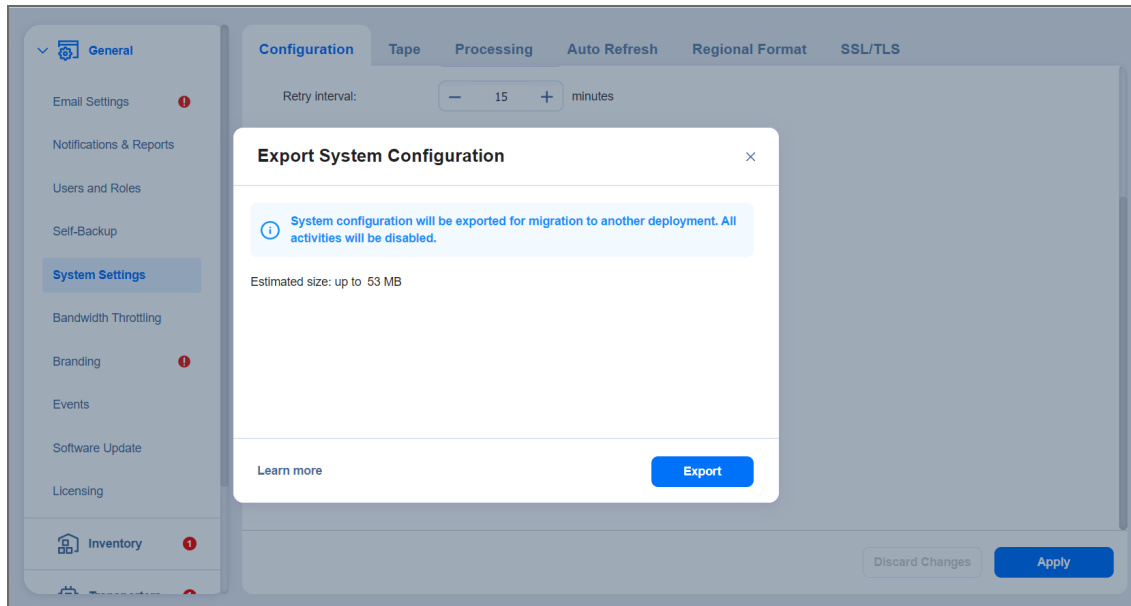 General
Email Settings
Notifications & Reports
Users and Roles
Self-Backup
System Settings
Bandwidth Throttling
Branding
Events
Software Update
Licensing
Inventory 1
Configuration Tape Processing Auto Refresh Regional Format SSL/TLS
Retry interval: − 15 + minutes
Export System Configuration
System configuration will be exported for migration to another deployment. All
activities will be disabled.
Estimated size: up to 53 MB
Learn more Export
Discard Changes Apply